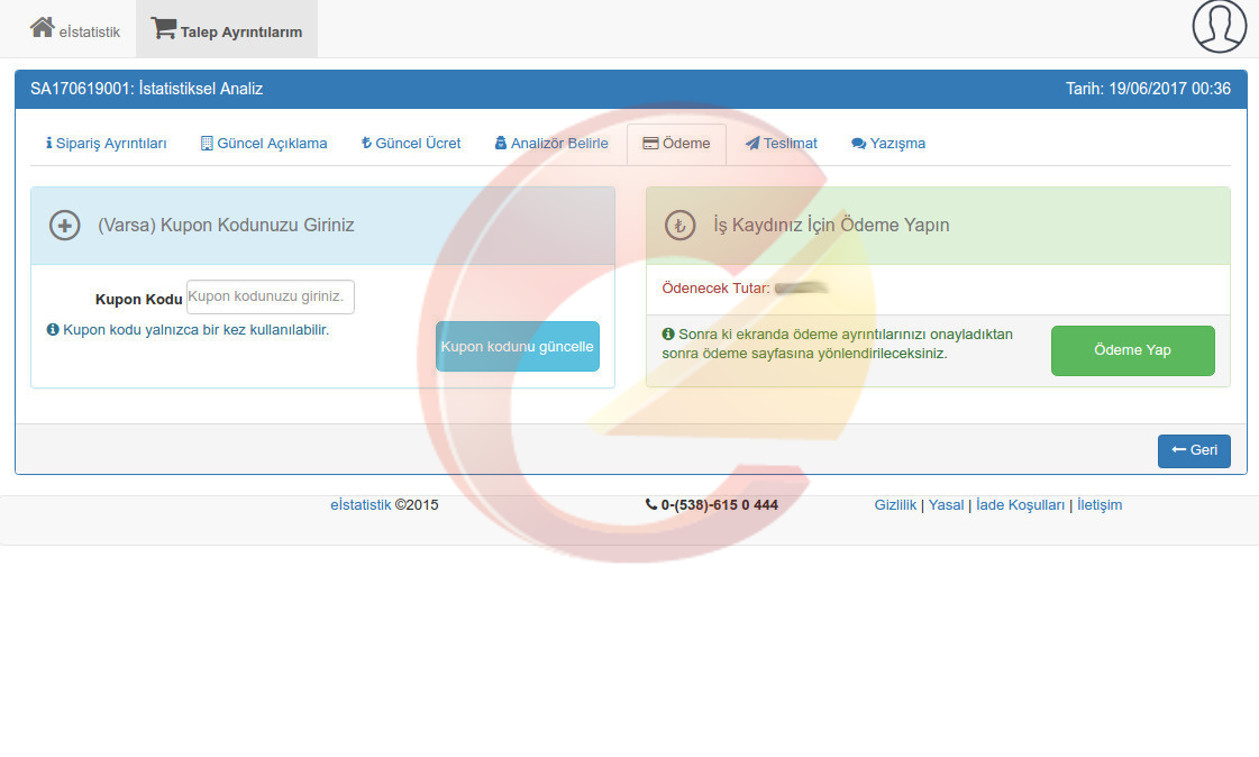 eİstatistik
Talep Ayrıntılarım
SA170619001: İstatistiksel Analiz
Tarih: 19/06/2017 00:36
Sipariş Ayrıntıları
Güncel Açıklama
Güncel Ücret
Analizör Belirle
Ödeme
Teslimat
Yazışma
(Varsa) Kupon Kodunuzu Giriniz
Kupon Kodu
Kupon kodunuzu giriniz.
Kupon kodu yalnızca bir kez kullanılabilir.
Kupon kodunu güncelle
İş Kaydınız İçin Ödeme Yapın
Ödenecek Tutar:
Sonra ki ekranda ödeme ayrıntılarınızı onayladıktan
sonra ödeme sayfasına yönlendirileceksiniz.
Ödeme Yap
Geri
eİstatistik ©2015
0-(538)-615 0 444
Gizlilik | Yasal | İade Koşulları | İletişim